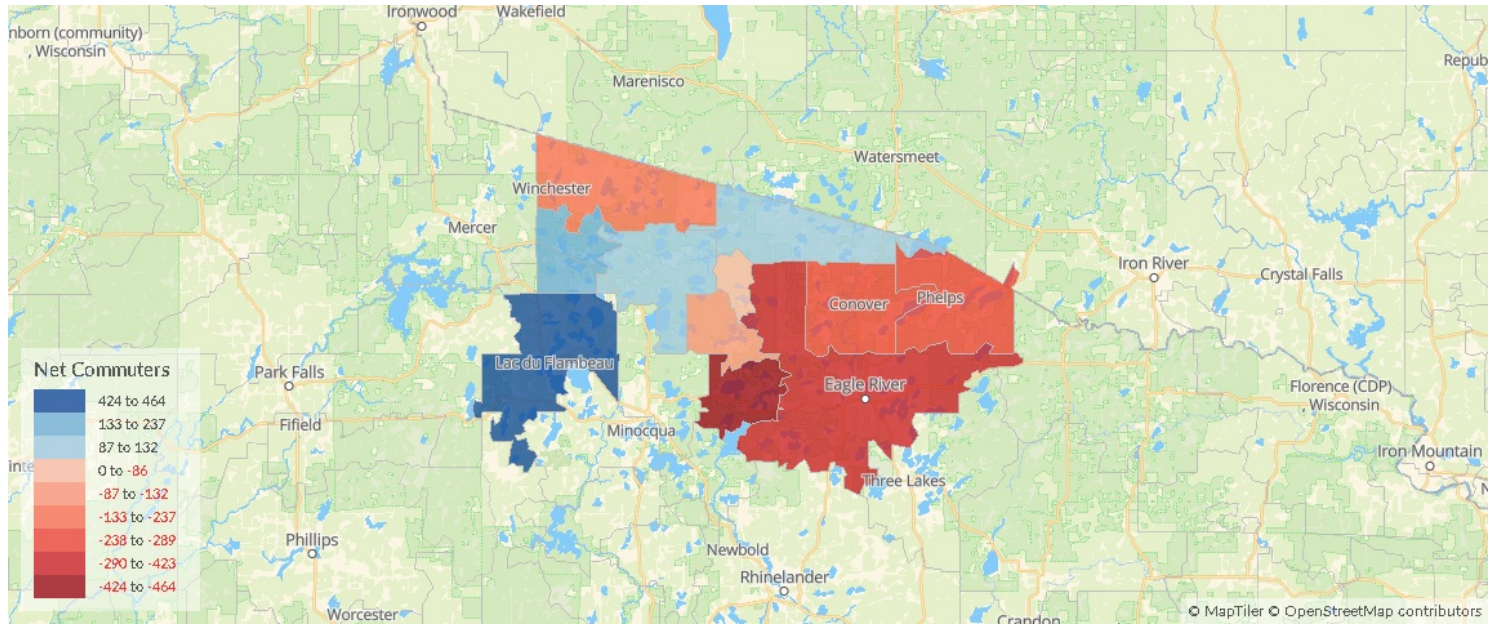 Ironwood
Wakefield
nborn (community)
, Wisconsin
Marenisco
Repub
Watersmeet
Winchester
Mercer
Iron River
Crystal Falls
Conover
Phelps
Net Commuters
424 to 464
133 to 237
87 to 132
0 to -86
-87 to -132
-133 to -237
-238 to -289
-290 to -423
-424 to -464
Park Falls
Lac du Flambeau
Eagle River
Florence (CDP)
Wisconsin
Fifield
Minocqua
Iron Mountain
Three Lakes
Phillips
Newbold
Rhinelander
Worcester
Crandon
© MapTiler © OpenStreetMap contributors